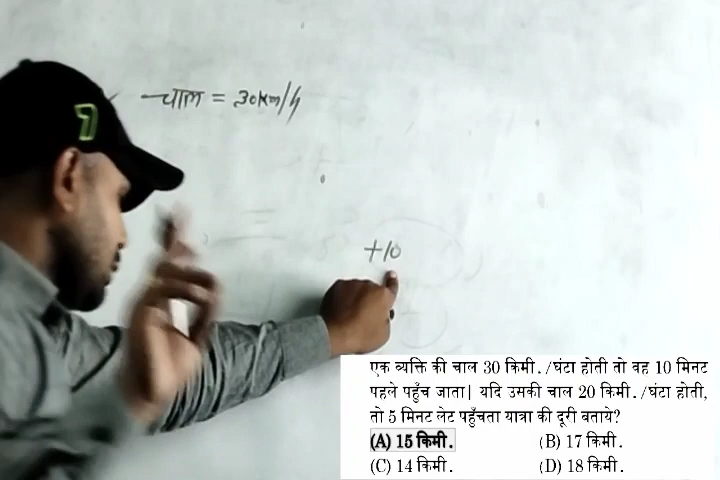 चाल = 30km/h
+10
एक व्यक्ति की चाल 30 किमी. /घंटा होती तो वह 10 मिनट
पहले पहुँच जाता| यदि उसकी चाल 20 किमी. /घंटा होती,
तो 5 मिनट लेट पहुँचता यात्रा की दूरी बताये?
(A) 15 किमी. (B) 17 किमी.
(C) 14 किमी. (D) 18 किमी.